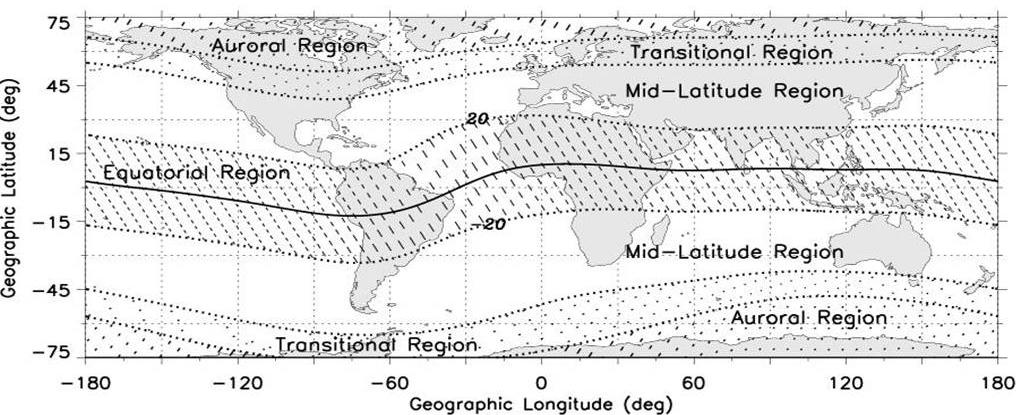 75
45
15
−15
−45
−75
Geographic Latitude (deg)
Auroral Region
Transitional Region
Mid−Latitude Region
20
Equatorial Region
−20
Mid−Latitude Region
Auroral Region
Transitional Region
−180 −120 −60 0 60 120 180
Geographic Longitude (deg)